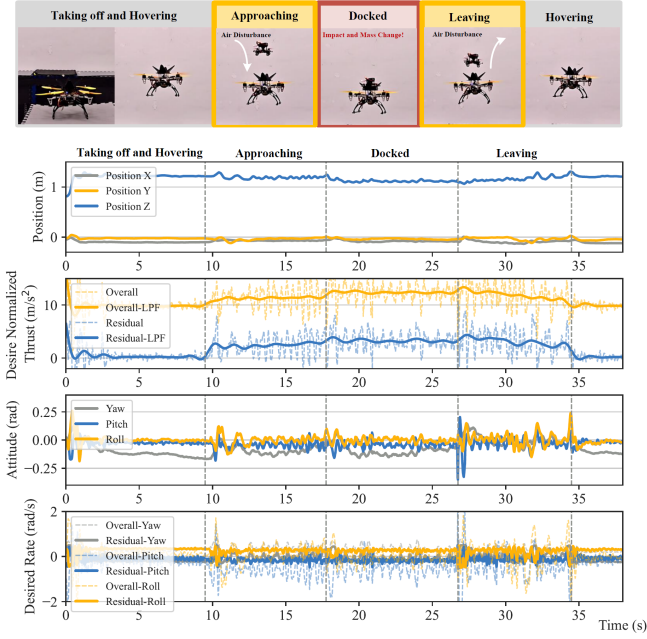 Taking off and Hovering
Approaching
Docked
Leaving
Hovering
Air Disturbance
Impact and Mass Change!
Air Disturbance
Taking off and Hovering
Approaching
Docked
Leaving
Position (m)
1
0
Position X
Position Y
Position Z
0 5 10 15 20 25 30 35
Desire Normalized
Thrust (m/s²)
10
0
Overall
Overall-LPF
Residual
Residual-LPF
0 5 10 15 20 25 30 35
Attitude (rad)
0.25
0.00
−0.25
Yaw
Pitch
Roll
0 5 10 15 20 25 30 35
Desired Rate (rad/s)
2
0
−2
Overall-Yaw
Residual-Yaw
Overall-Pitch
Residual-Pitch
Overall-Roll
Residual-Roll
0 5 10 15 20 25 30 35
Time (s)